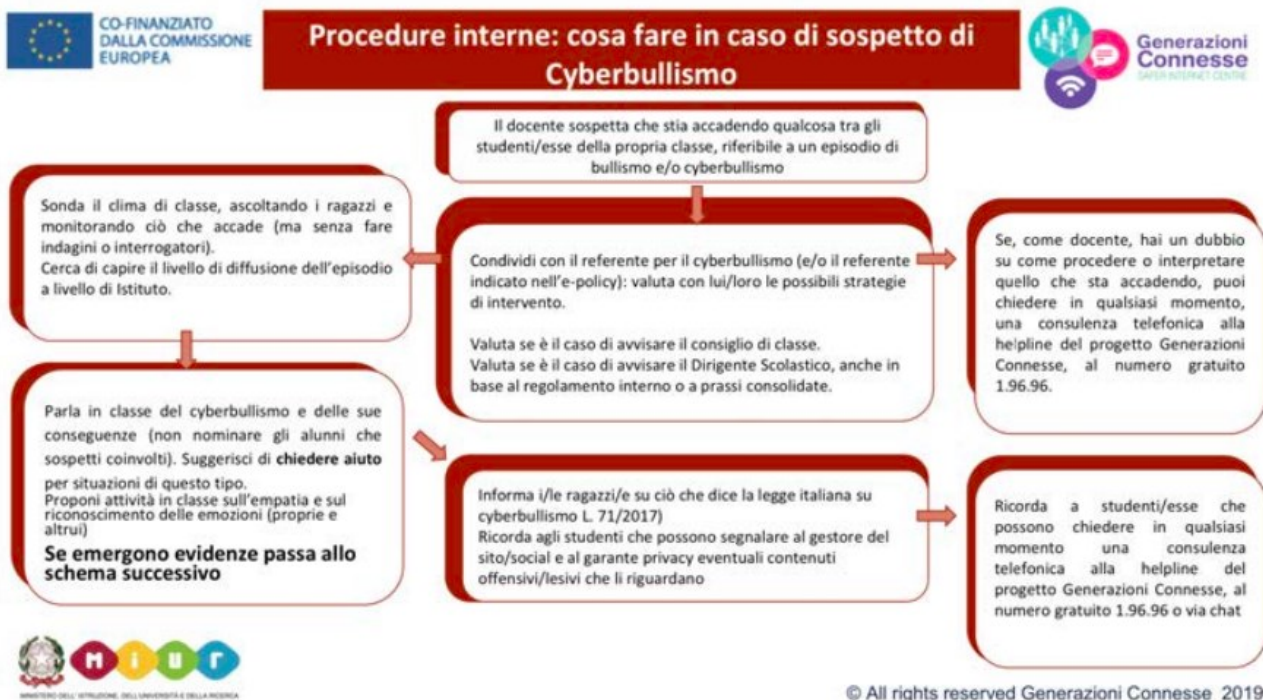 CO-FINANZIATO
DALLA COMMISSIONE
EUROPEA
Procedure interne: cosa fare in caso di sospetto di
Cyberbullismo
Generazioni
Connesse
SAFER INTERNET CENTRE
Il docente sospetta che stia accadendo qualcosa tra gli
studenti/esse della propria classe, riferibile a un episodio di
bullismo e/o cyberbullismo
Sonda il clima di classe, ascoltando i ragazzi e
monitorando ciò che accade (ma senza fare
indagini o interrogatori).
Cerca di capire il livello di diffusione dell'episodio
a livello di Istituto.
Condividi con il referente per il cyberbullismo (e/o il referente
indicato nell'e-policy): valuta con lui/loro le possibili strategie
di intervento.
Valuta se è il caso di avvisare il consiglio di classe.
Valuta se è il caso di avvisare il Dirigente Scolastico, anche in
base al regolamento interno o a prassi consolidate.
Se, come docente, hai un dubbio
su come procedere o interpretare
quello che sta accadendo, puoi
chiedere in qualsiasi momento,
una consulenza telefonica alla
helpline del progetto Generazioni
Connesse, al numero gratuito
1.96.96.
Parla in classe del cyberbullismo e delle sue
conseguenze (non nominare gli alunni che
sospetti coinvolti). Suggerisci di chiedere aiuto
per situazioni di questo tipo.
Proponi attività in classe sull'empatia e sul
riconoscimento delle emozioni (proprie e
altrui)
Se emergono evidenze passa allo
schema successivo
Informa i/le ragazzi/e su ciò che dice la legge italiana su
cyberbullismo L. 71/2017)
Ricorda agli studenti che possono segnalare al gestore del
sito/social e al garante privacy eventuali contenuti
offensivi/lesivi che li riguardano
Ricorda a studenti/esse che
possono chiedere in qualsiasi
momento una consulenza
telefonica alla helpline del
progetto Generazioni Connesse, al
numero gratuito 1.96.96 o via chat
miur
MINISTERO DELL'ISTRUZIONE, DELL'UNIVERSITÀ E DELLA RICERCA
© All rights reserved Generazioni Connesse 2019